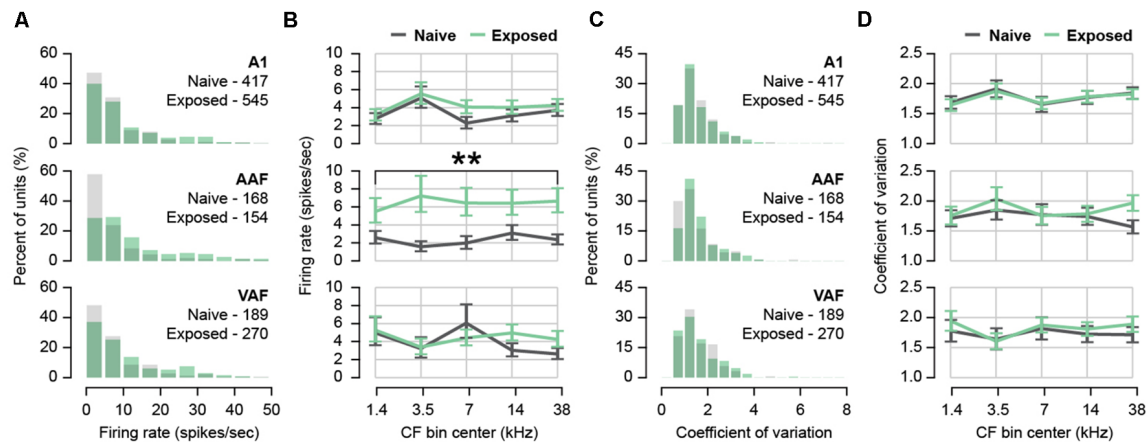 A
Percent of units (%)
60
40
20
0
A1
Naive - 417
Exposed - 545
60
40
20
0
AAF
Naive - 168
Exposed - 154
60
40
20
0
VAF
Naive - 189
Exposed - 270
0 10 20 30 40 50
Firing rate (spikes/sec)
B
Naive Exposed
Firing rate (spikes/sec)
10
8
6
4
2
0
**
10
8
6
4
2
0
10
8
6
4
2
0
1.4 3.5 7 14 38
CF bin center (kHz)
C
Percent of units (%)
45
30
15
0
A1
Naive - 417
Exposed - 545
45
30
15
0
AAF
Naive - 168
Exposed - 154
45
30
15
0
VAF
Naive - 189
Exposed - 270
0 2 4 6 8
Coefficient of variation
D
Naive Exposed
Coefficient of variation
2.5
2.0
1.5
1.0
2.5
2.0
1.5
1.0
2.5
2.0
1.5
1.0
1.4 3.5 7 14 38
CF bin center (kHz)